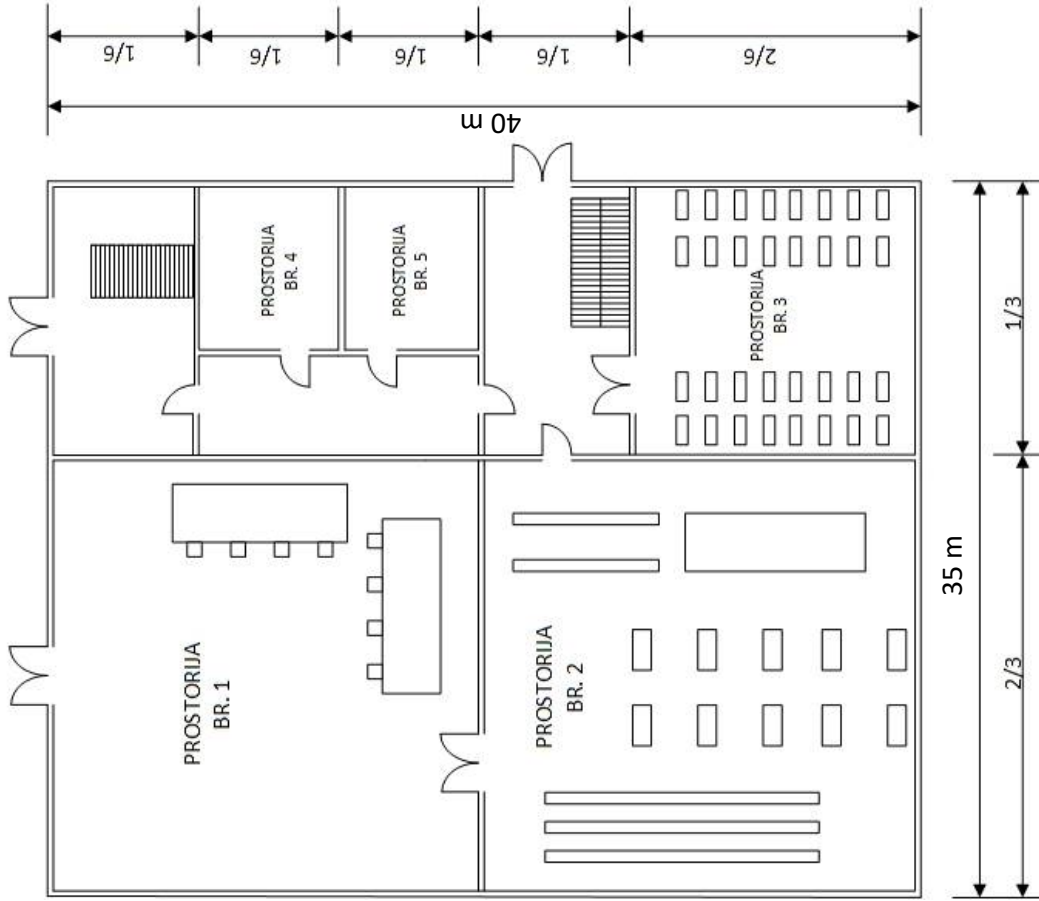 1/6
1/6
1/6
1/6
2/6
40 m
PROSTORIJA
BR. 4
PROSTORIJA
BR. 5
PROSTORIJA
BR. 3
1/3
PROSTORIJA
BR. 1
PROSTORIJA
BR. 2
35 m
2/3